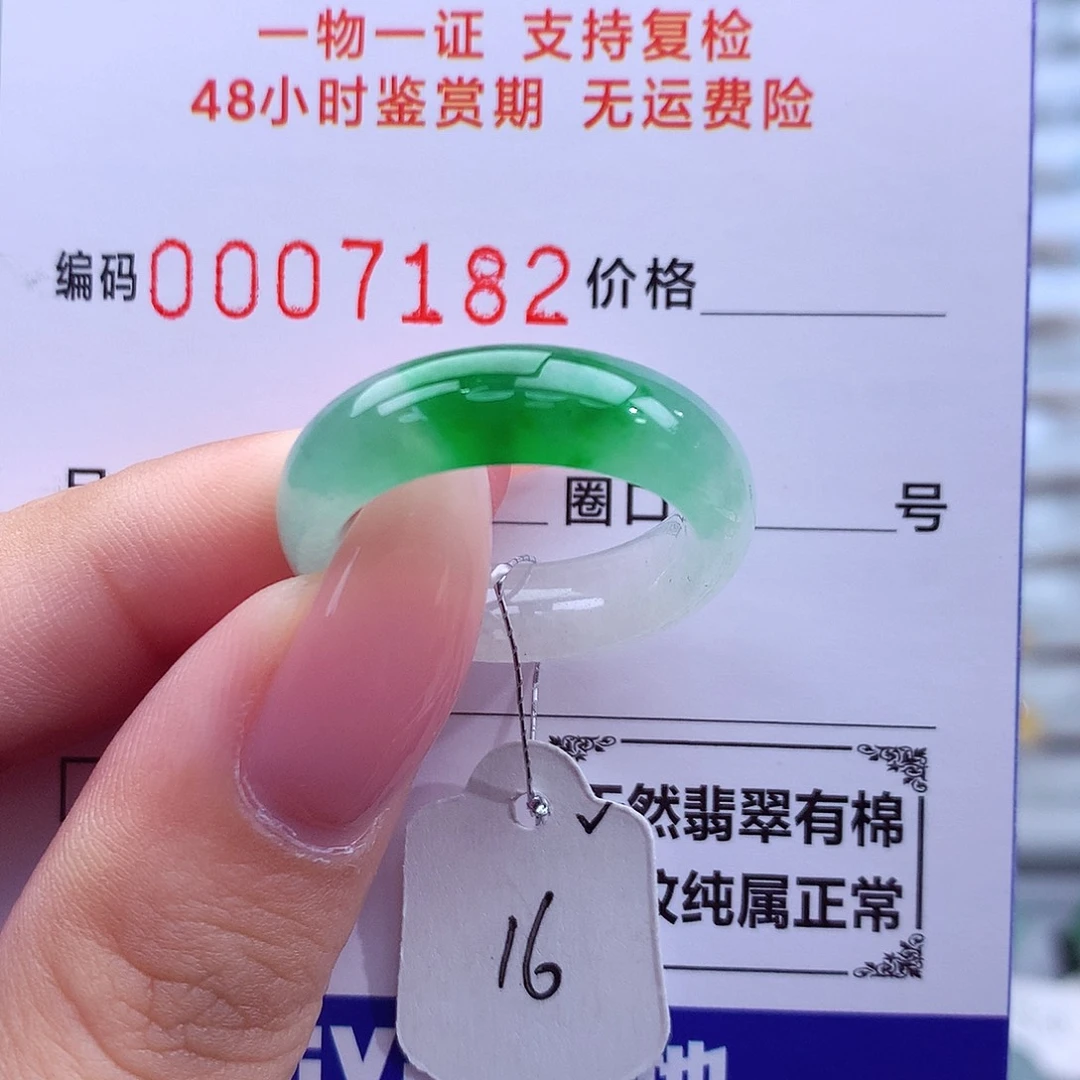 一物一证 支持复检
48小时鉴赏期 无运费险
编码0007182价格
圈口 号
然翡翠有棉
纹纯属正常
16